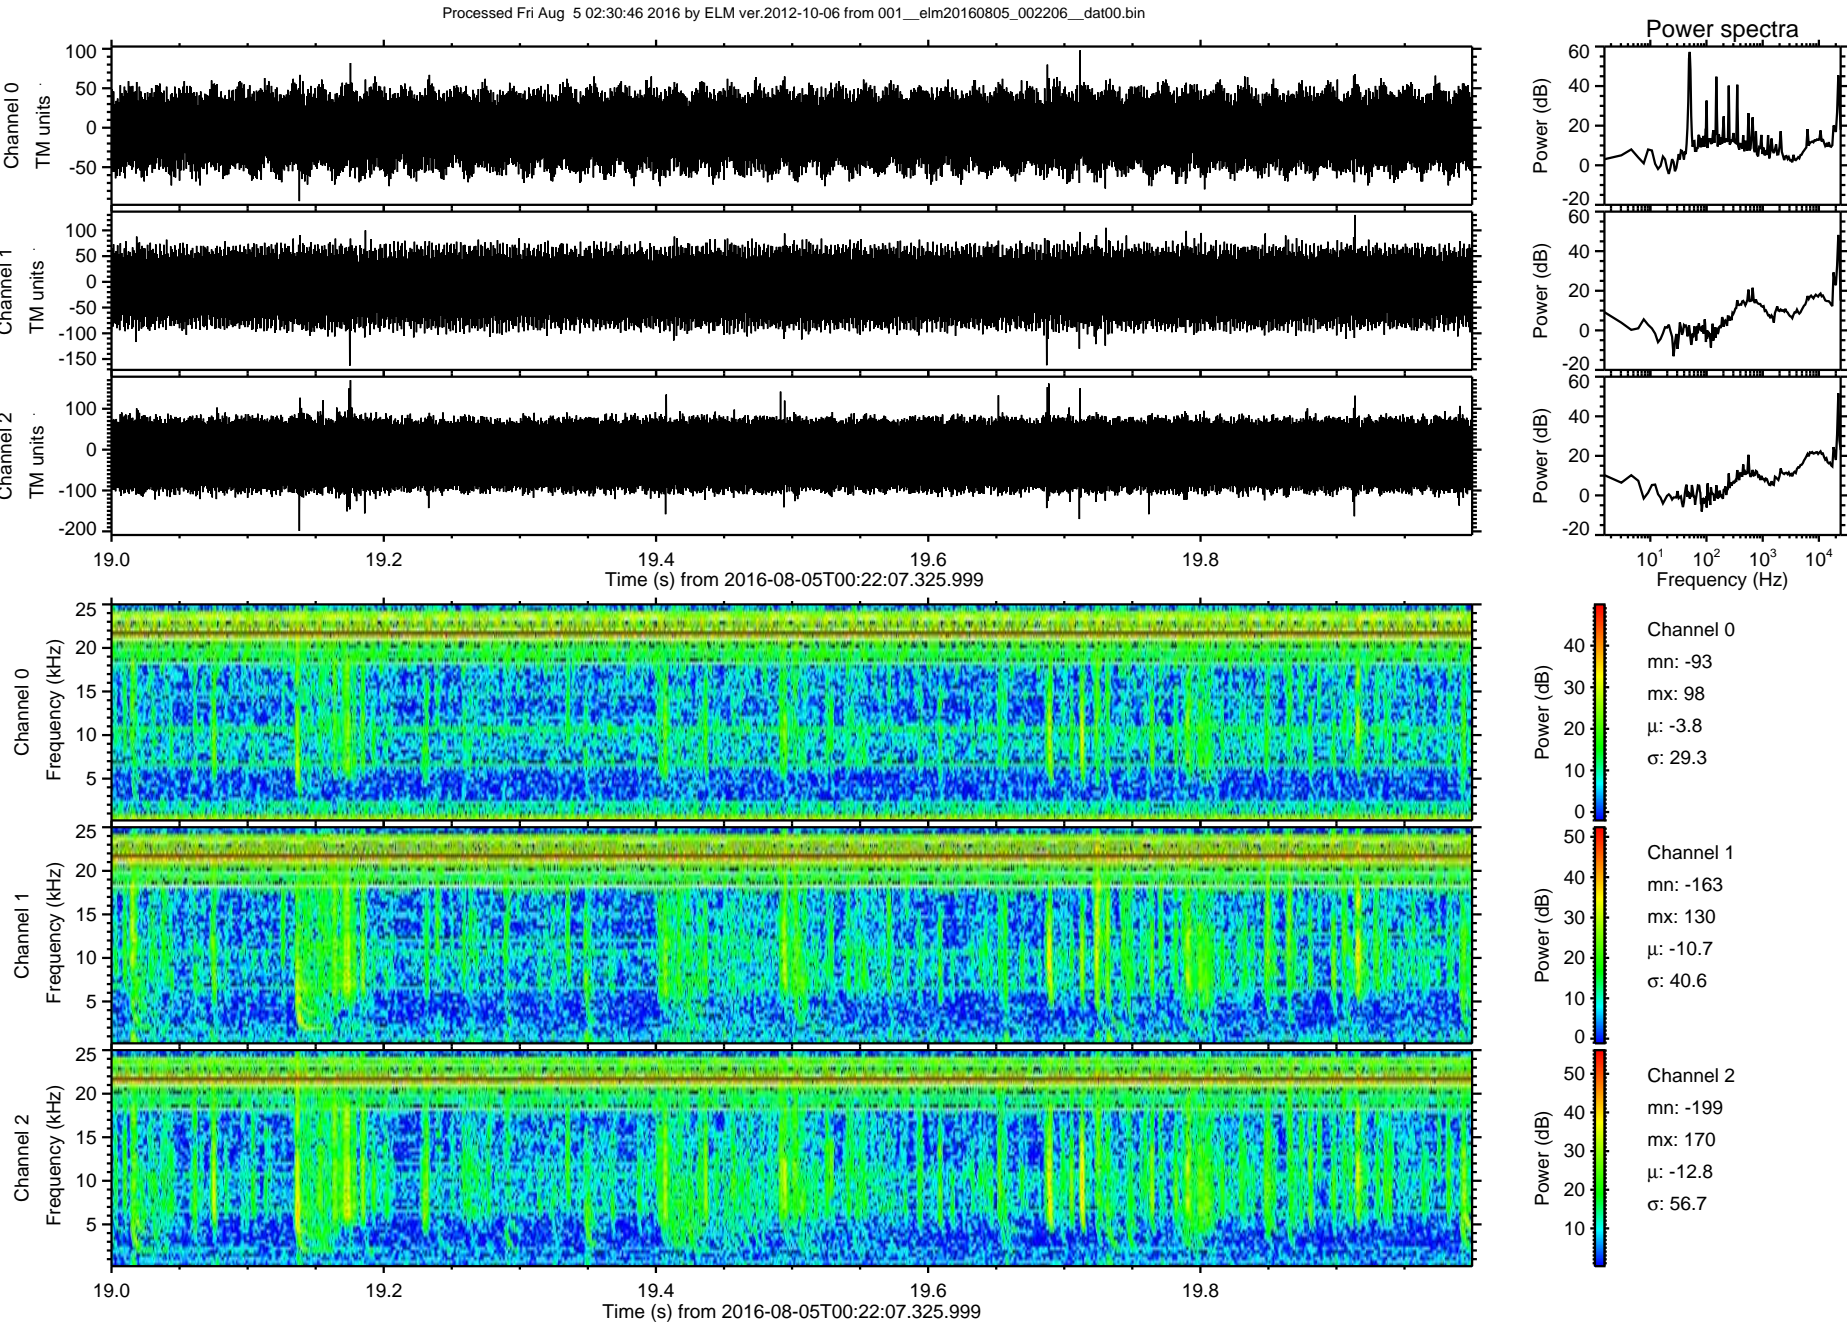 Processed Fri Aug  5 02:30:46 2016 by ELM ver.2012-10-06 from 001__elm20160805_002206__dat00.bin
Power spectra
Channel 0
TM units
100
50
0
-50
Power (dB)
60
40
20
0
-20
Channel 1
TM units
100
50
0
-50
-100
-150
Power (dB)
60
40
20
0
-20
Channel 2
TM units
100
0
-100
-200
Power (dB)
60
40
20
0
-20
19.0 19.2 19.4 19.6 19.8
Time (s) from 2016-08-05T00:22:07.325.999
10^1 10^2 10^3 10^4
Frequency (Hz)
Channel 0
Frequency (kHz)
25
20
15
10
5
Power (dB)
40
30
20
10
0
Channel 0
mn: -93
mx: 98
μ: -3.8
σ: 29.3
Channel 1
Frequency (kHz)
25
20
15
10
5
Power (dB)
50
40
30
20
10
0
Channel 1
mn: -163
mx: 130
μ: -10.7
σ: 40.6
Channel 2
Frequency (kHz)
25
20
15
10
5
Power (dB)
50
40
30
20
10
Channel 2
mn: -199
mx: 170
μ: -12.8
σ: 56.7
19.0 19.2 19.4 19.6 19.8
Time (s) from 2016-08-05T00:22:07.325.999